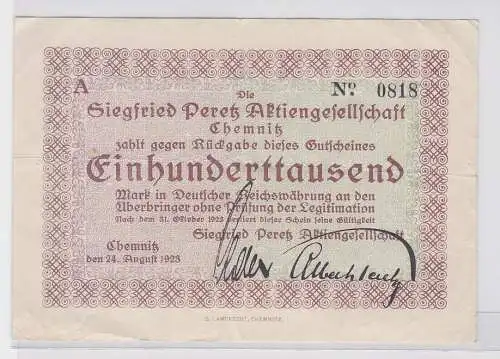 A
Nº 0818
Die
Siegfried Peretz Aktiengesellschaft
Chemnitz
zahlt gegen Rückgabe dieses Gutscheines
Einhunderttausend
Mark in Deutscher Reichswährung an den
Überbringer ohne Prüfung der Legitimation
Nach dem 31. Oktober 1923 verliert dieser Schein seine Gültigkeit
Siegfried Peretz Aktiengesellschaft
Chemnitz
den 24. August 1923